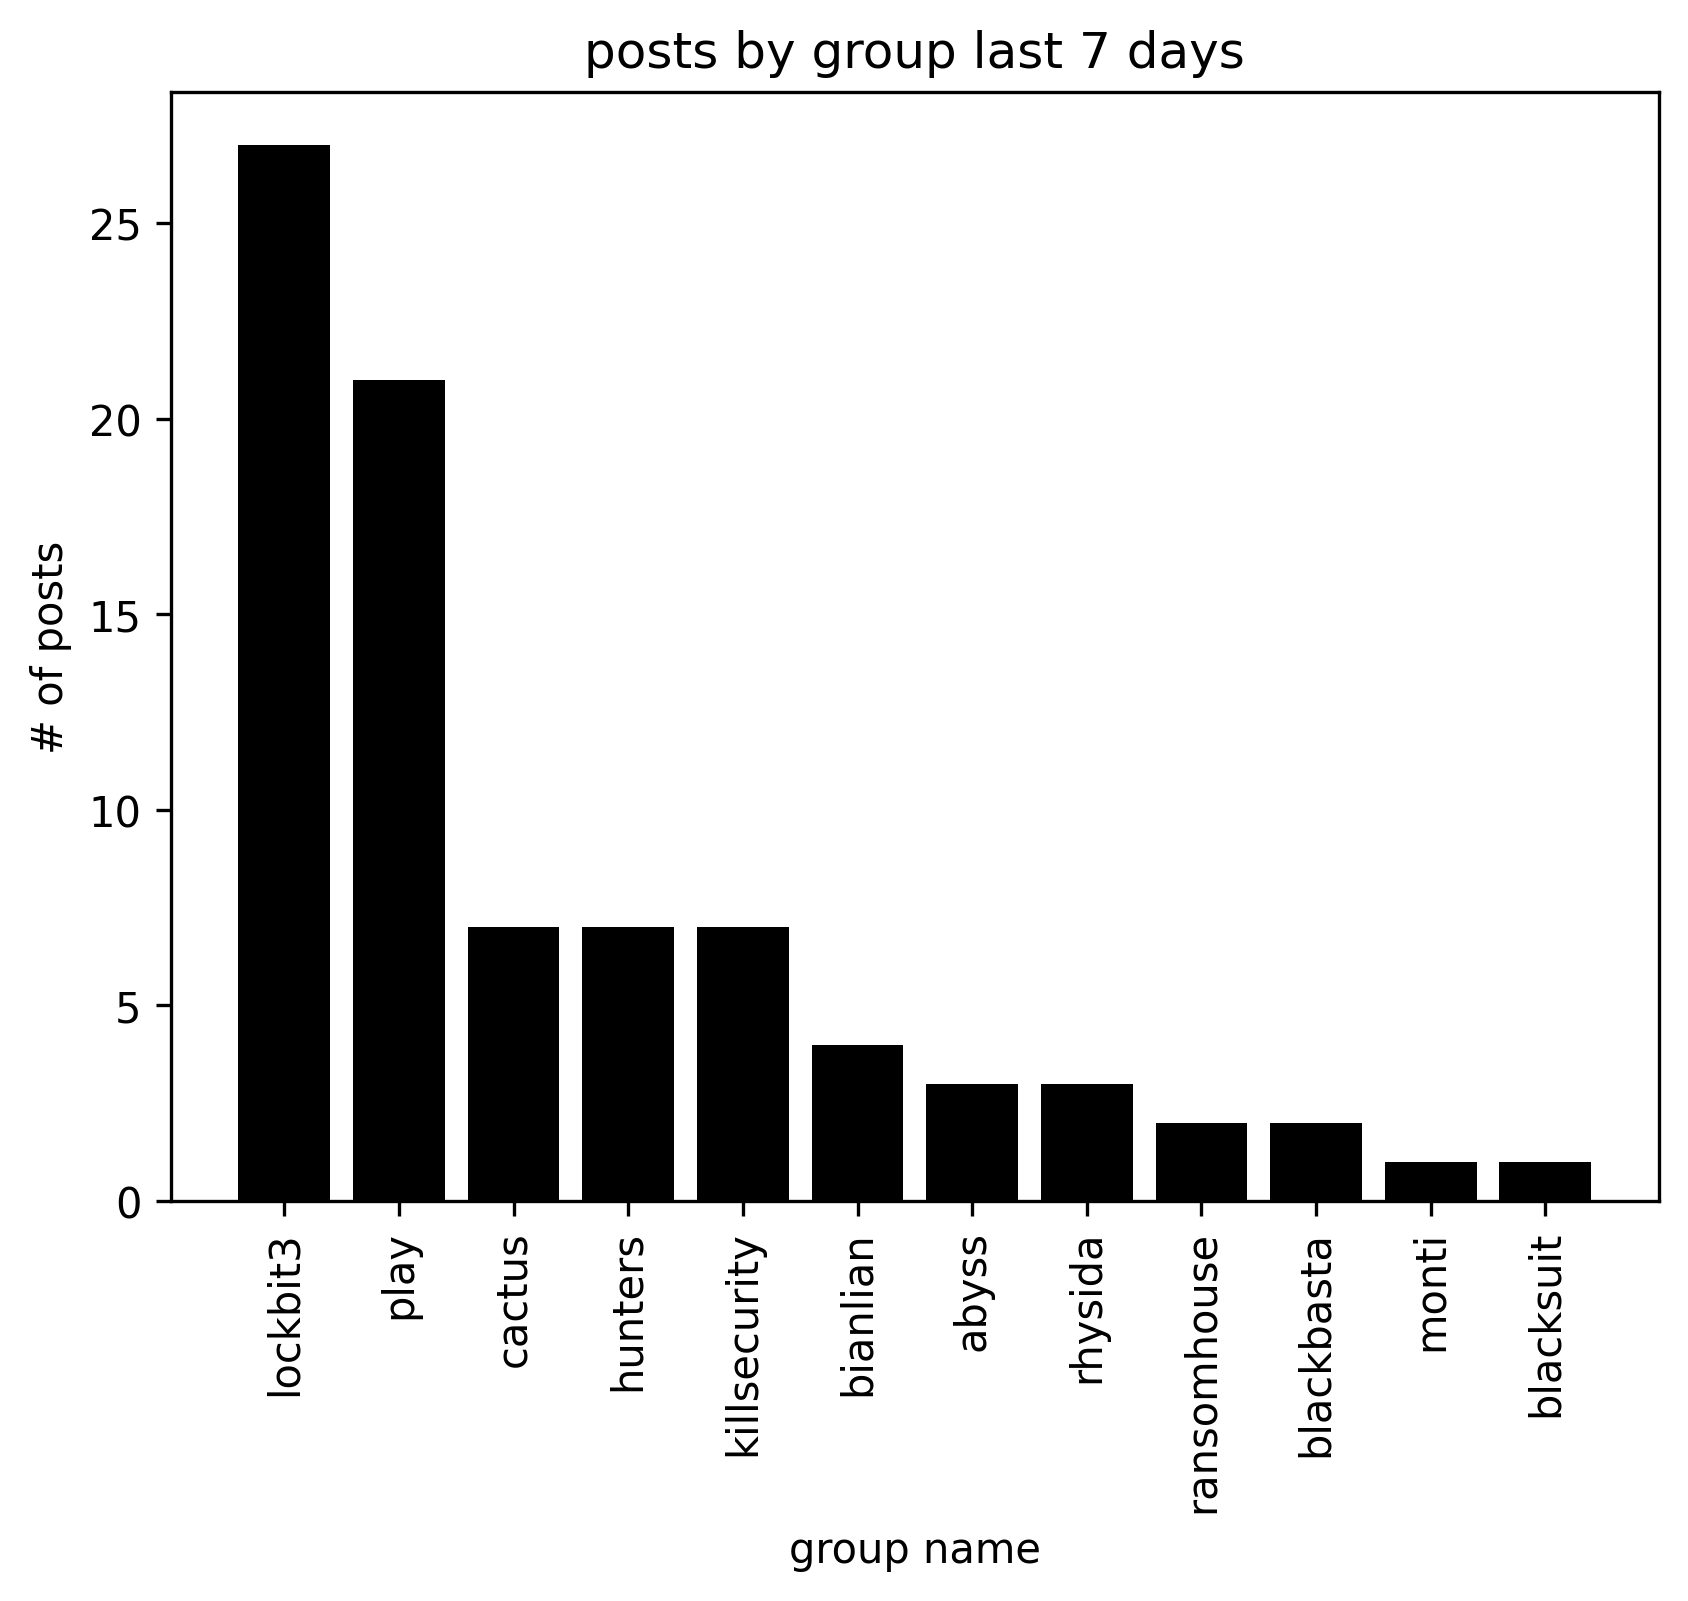 posts by group last 7 days
# of posts
25
20
15
10
5
0
lockbit3
play
cactus
hunters
killsecurity
bianlian
abyss
rhysida
ransomhouse
blackbasta
monti
blacksuit
group name